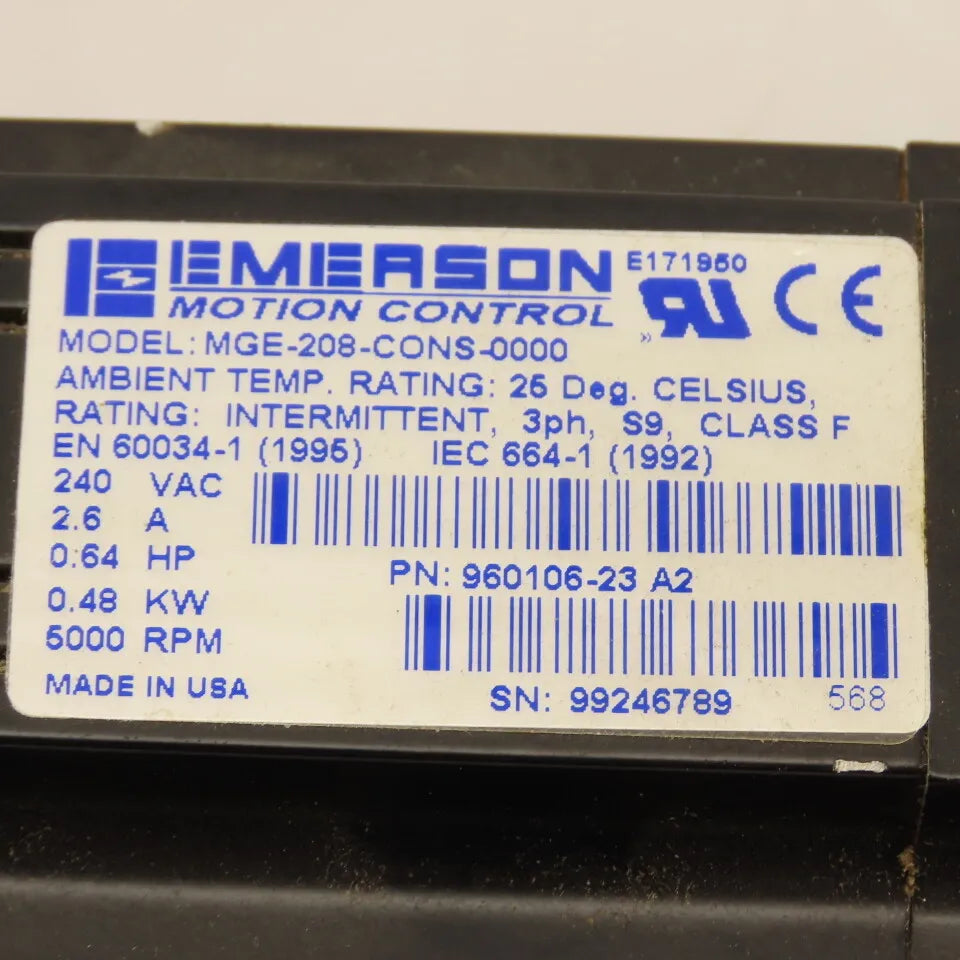 EMERSON
MOTION CONTROL
E171950
CE
MODEL: MGE-208-CONS-0000
AMBIENT TEMP. RATING: 25 Deg. CELSIUS,
RATING: INTERMITTENT, 3ph, S9, CLASS F
EN 60034-1 (1995) IEC 664-1 (1992)
240 VAC
2.6 A
0.64 HP
PN: 960106-23 A2
0.48 KW
5000 RPM
MADE IN USA
SN: 99246789
568